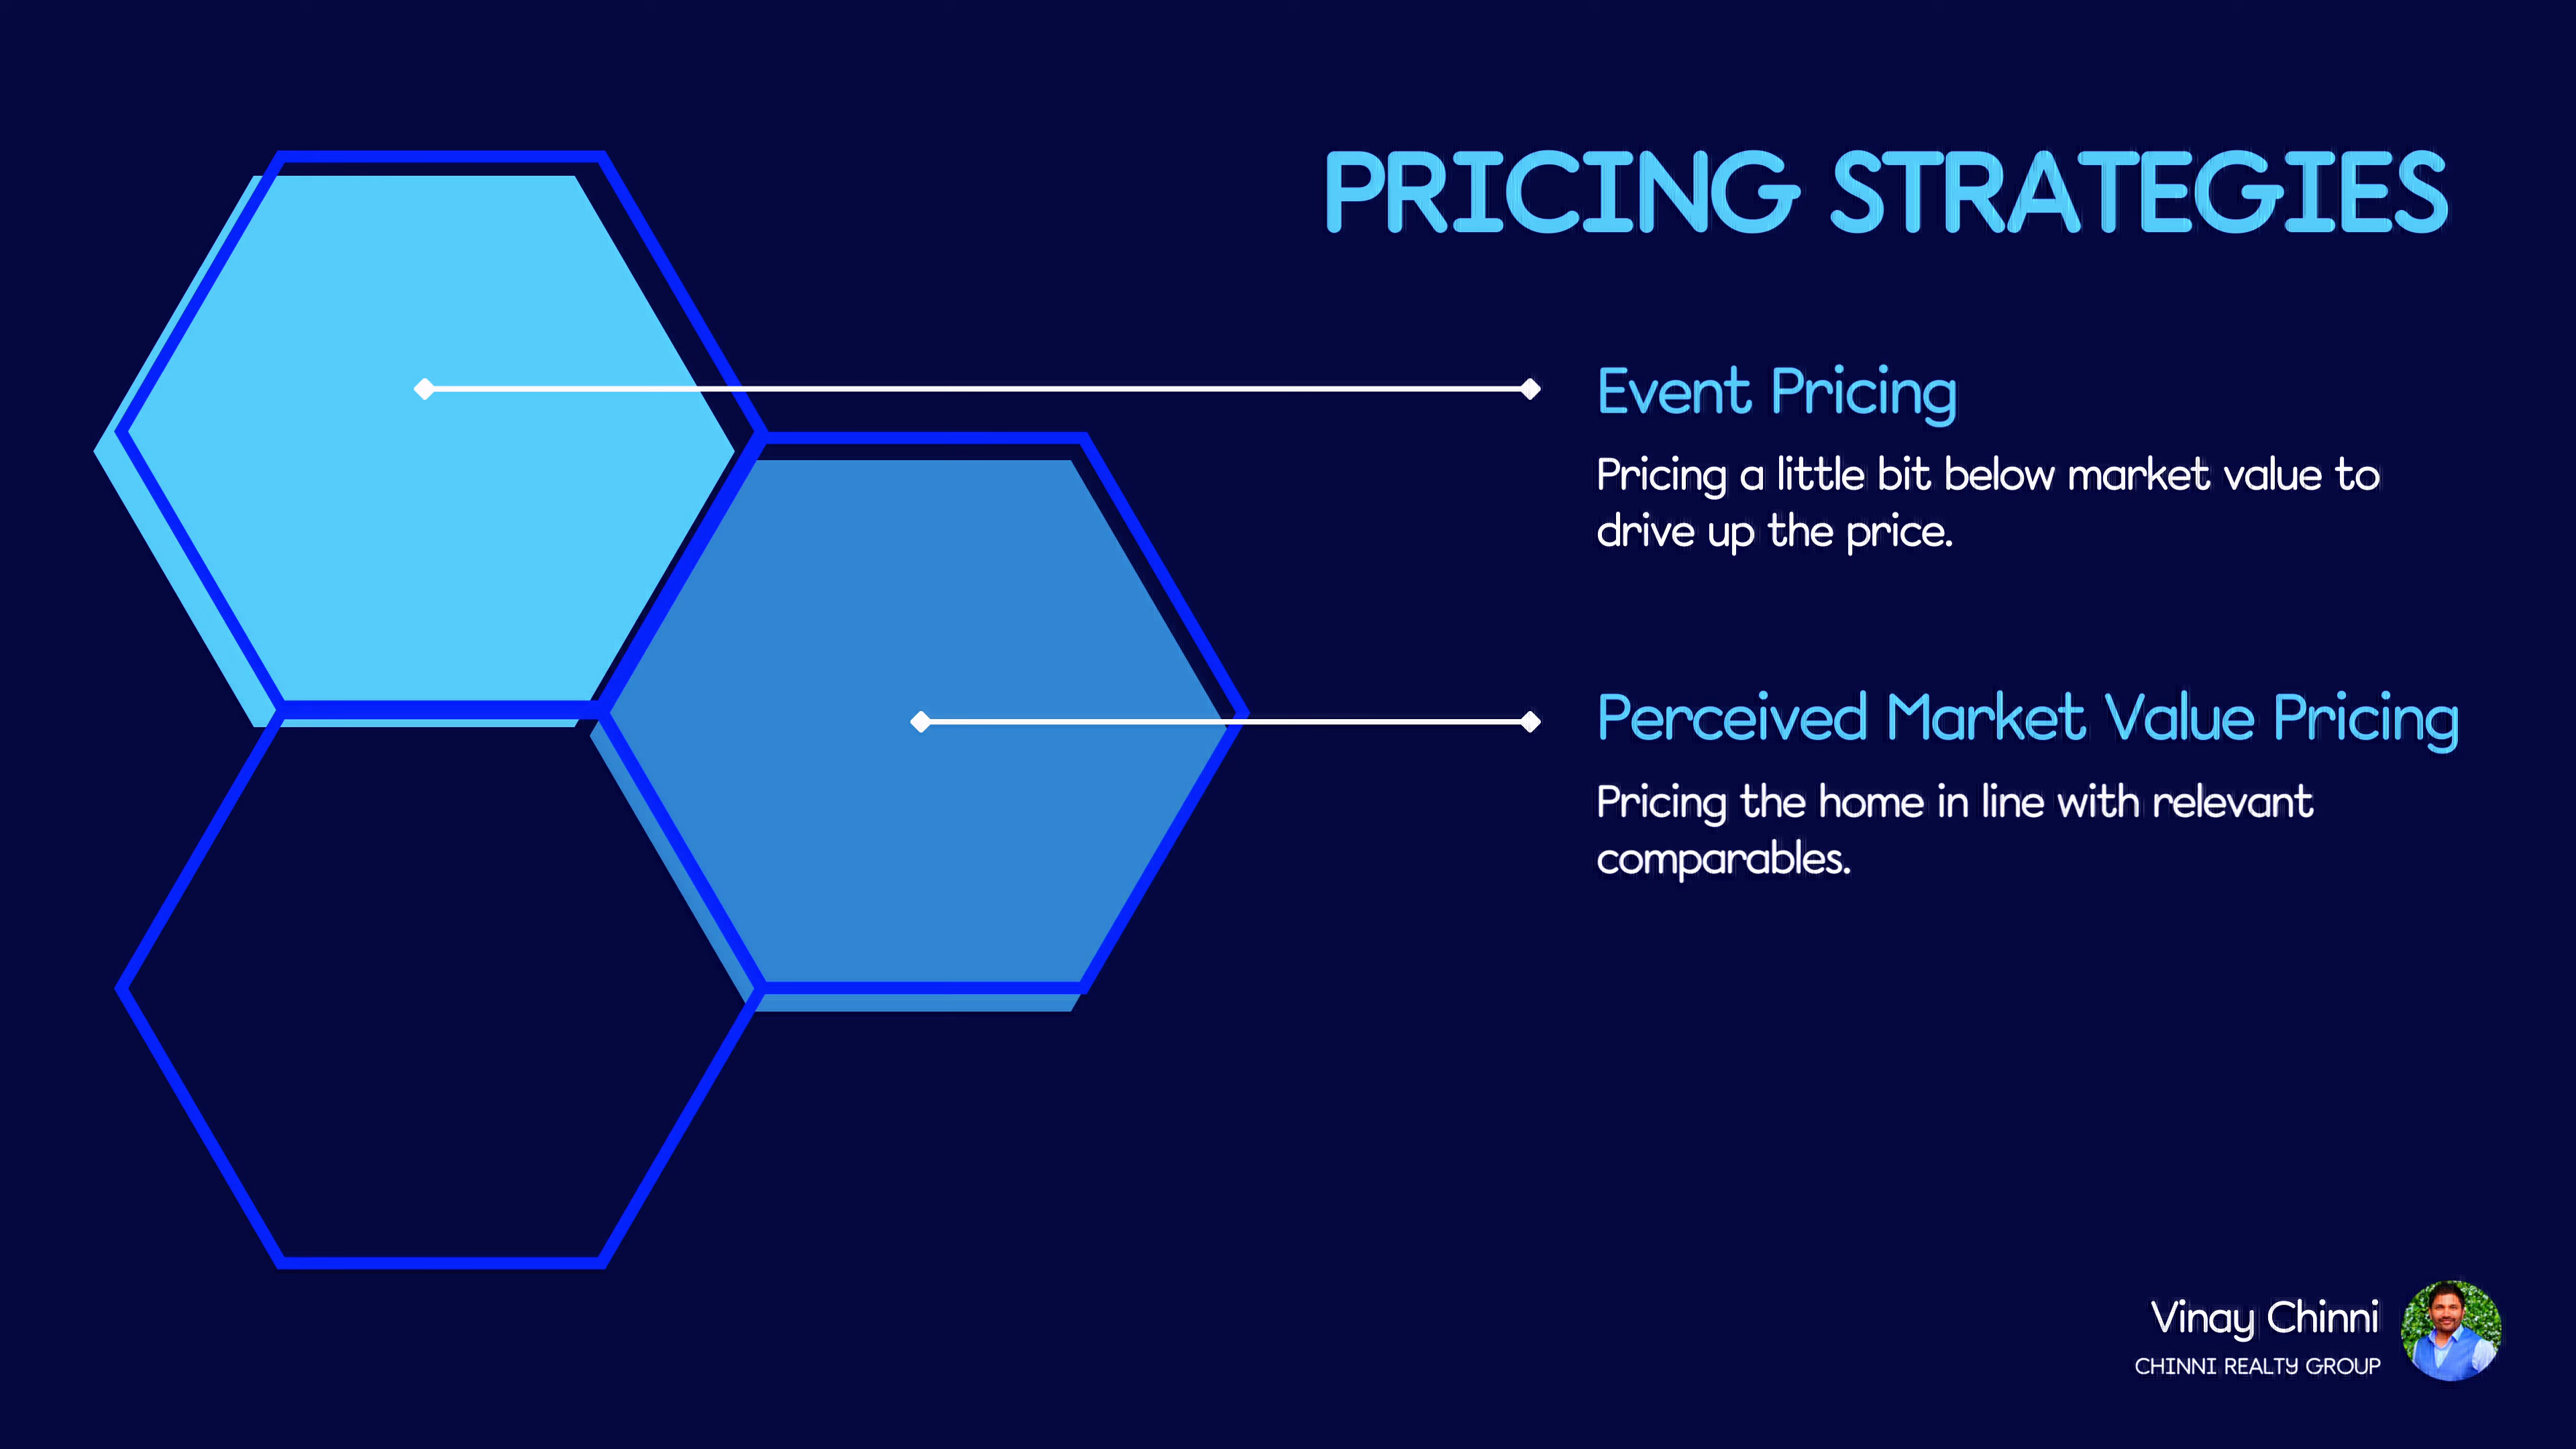 PRICING STRATEGIES
Event Pricing
Pricing a little bit below market value to
drive up the price.
Perceived Market Value Pricing
Pricing the home in line with relevant
comparables.
Vinay Chinni
CHINNI REALTY GROUP